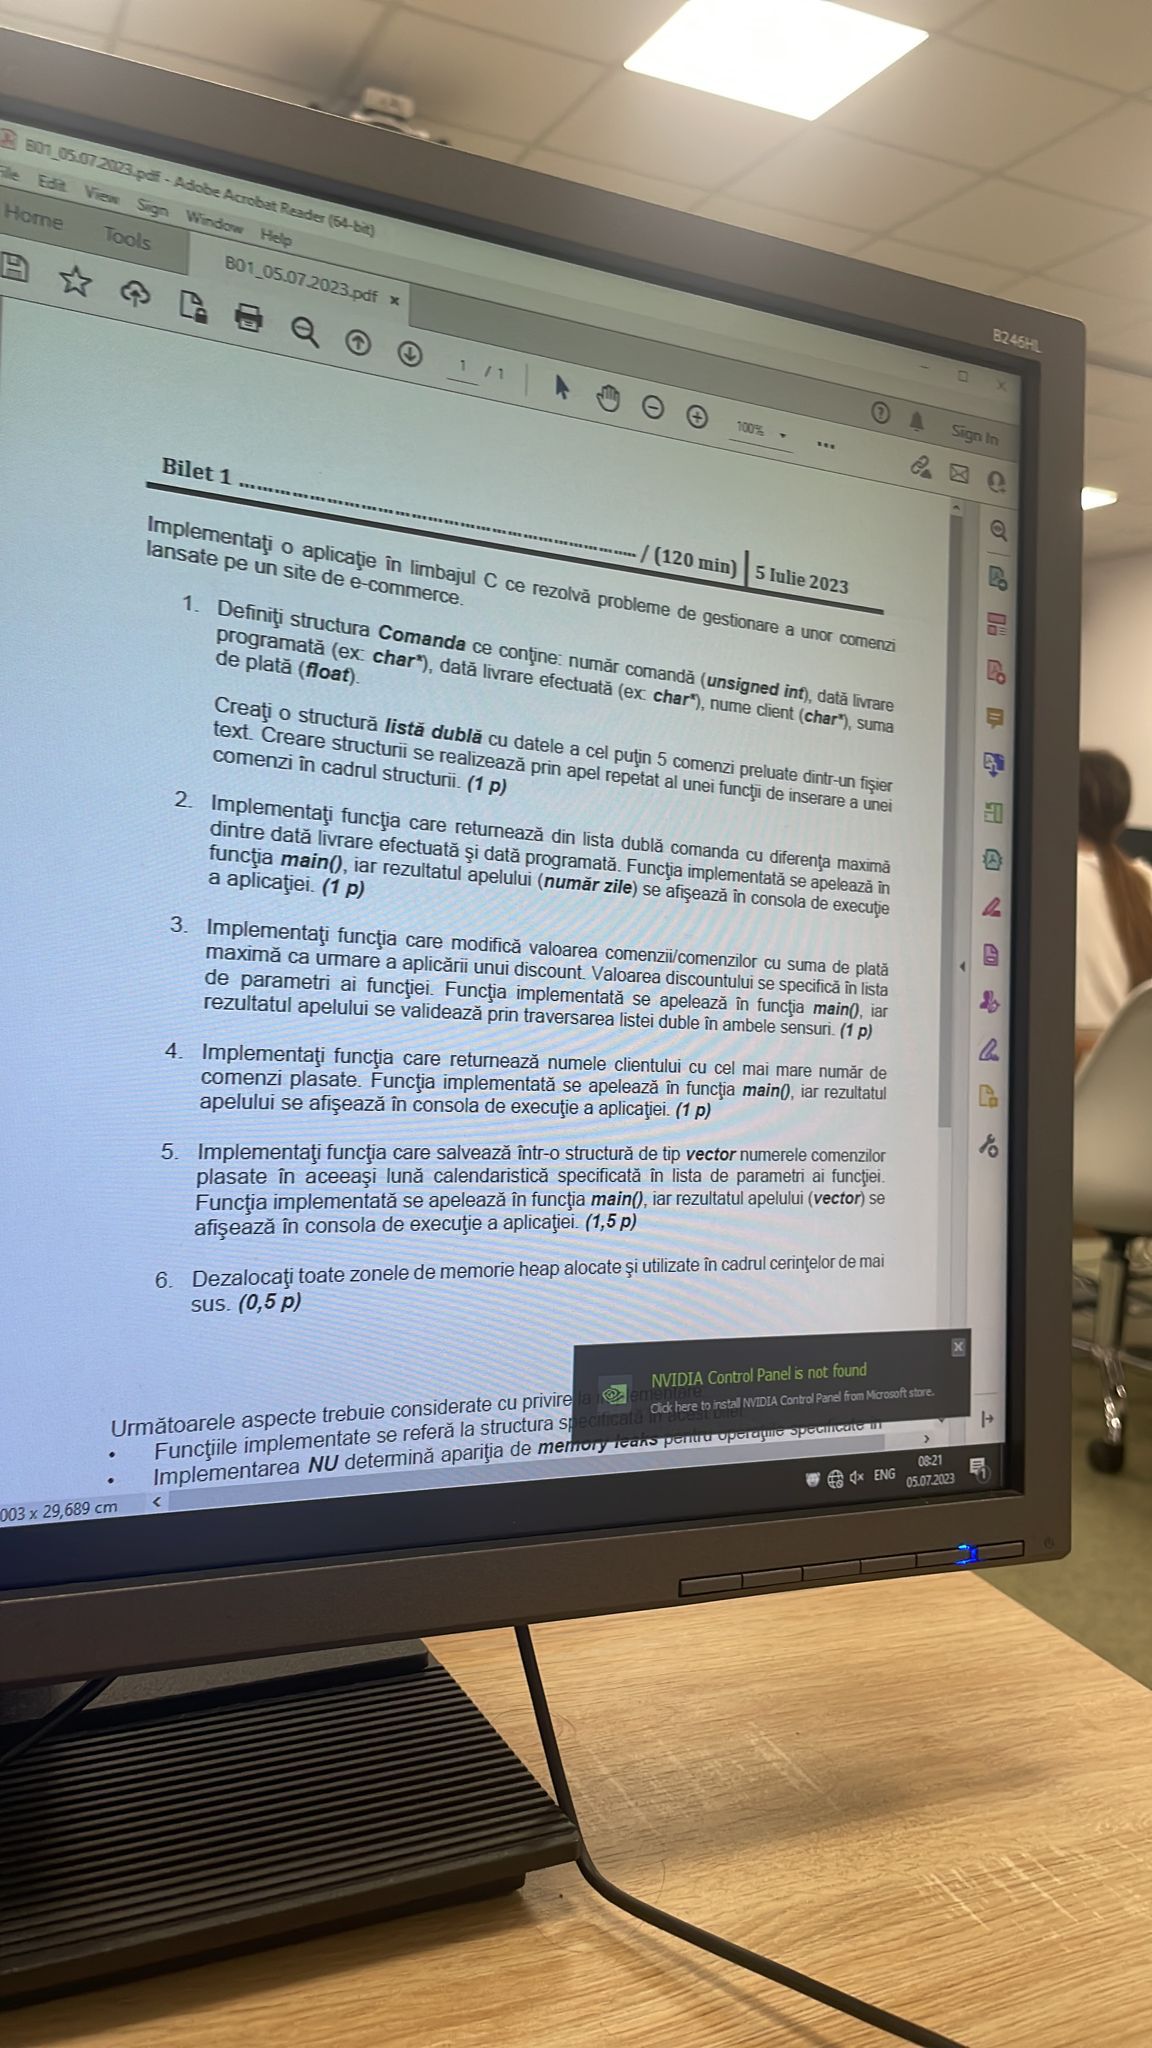 B246HL
B01_05.07.2023.pdf - Adobe Acrobat Reader (64-bit)
File Edit View Sign Window Help
Home Tools B01_05.07.2023.pdf ×
1 / 1 100% Sign In
Bilet 1 ................ / (120 min) | 5 Iulie 2023
Implementaţi o aplicaţie în limbajul C ce rezolvă probleme de gestionare a unor comenzi
lansate pe un site de e-commerce.
1. Definiţi structura Comanda ce conţine: număr comandă (unsigned int), dată livrare
programată (ex: char*), dată livrare efectuată (ex: char*), nume client (char*), suma
de plată (float).
Creaţi o structură listă dublă cu datele a cel puţin 5 comenzi preluate dintr-un fişier
text. Creare structurii se realizează prin apel repetat al unei funcţii de inserare a unei
comenzi în cadrul structurii. (1 p)
2. Implementaţi funcţia care returnează din lista dublă comanda cu diferenţa maximă
dintre dată livrare efectuată şi dată programată. Funcţia implementată se apelează în
funcţia main(), iar rezultatul apelului (număr zile) se afişează în consola de execuţie
a aplicaţiei. (1 p)
3. Implementaţi funcţia care modifică valoarea comenzii/comenzilor cu suma de plată
maximă ca urmare a aplicării unui discount. Valoarea discountului se specifică în lista
de parametri ai funcţiei. Funcţia implementată se apelează în funcţia main(), iar
rezultatul apelului se validează prin traversarea listei duble în ambele sensuri. (1 p)
4. Implementaţi funcţia care returnează numele clientului cu cel mai mare număr de
comenzi plasate. Funcţia implementată se apelează în funcţia main(), iar rezultatul
apelului se afişează în consola de execuţie a aplicaţiei. (1 p)
5. Implementaţi funcţia care salvează într-o structură de tip vector numerele comenzilor
plasate în aceeaşi lună calendaristică specificată în lista de parametri ai funcţiei.
Funcţia implementată se apelează în funcţia main(), iar rezultatul apelului (vector) se
afişează în consola de execuţie a aplicaţiei. (1,5 p)
6. Dezalocaţi toate zonele de memorie heap alocate şi utilizate în cadrul cerinţelor de mai
sus. (0,5 p)
NVIDIA Control Panel is not found
Click here to install NVIDIA Control Panel from Microsoft store.
Următoarele aspecte trebuie considerate cu privire la implementare:
• Funcţiile implementate se referă la structura specificată în acest bilet.
• Implementarea NU determină apariţia de memory leaks pentru operaţiile specificate în
003 x 29,689 cm
ENG 08:21
05.07.2023
1